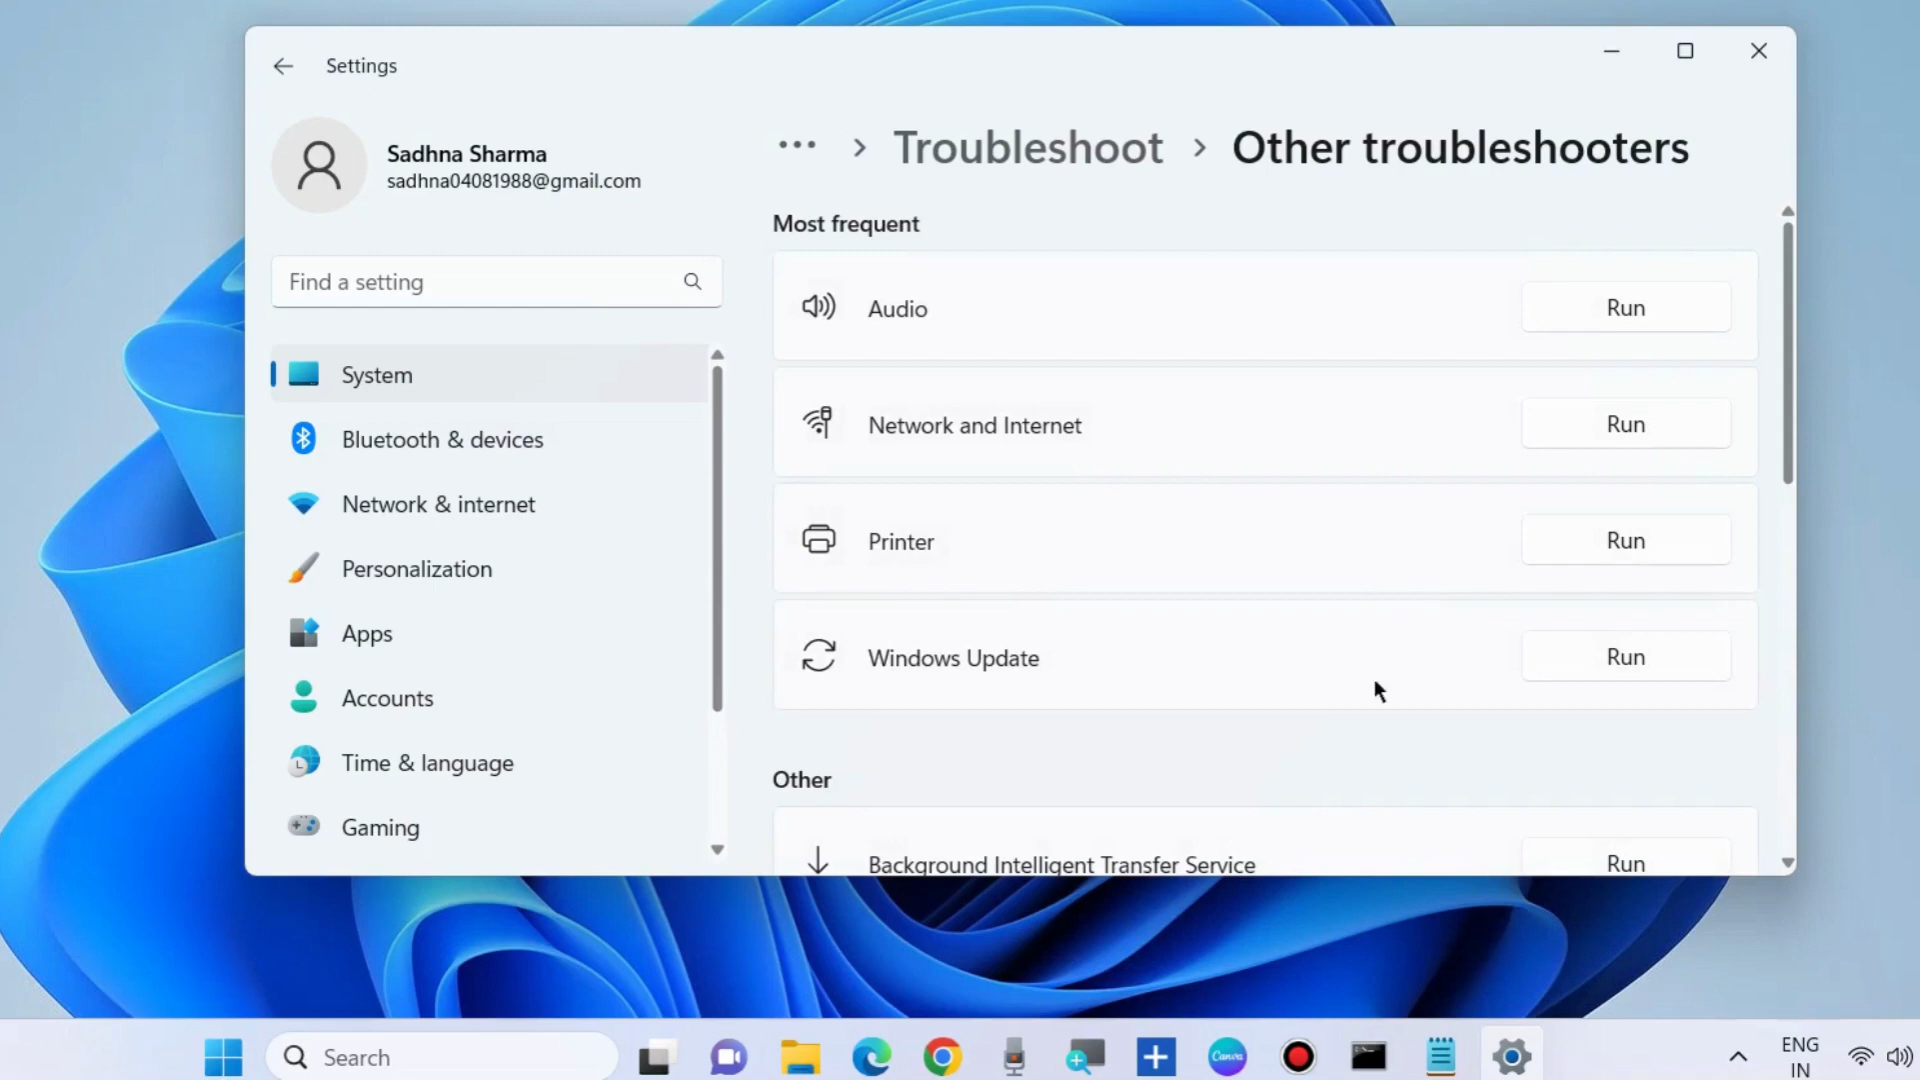 Settings
Sadhna Sharma
sadhna04081988@gmail.com
Find a setting
System
Bluetooth & devices
Network & internet
Personalization
Apps
Accounts
Time & language
Gaming
··· > Troubleshoot > Other troubleshooters
Most frequent
Audio Run
Network and Internet Run
Printer Run
Windows Update Run
Other
Background Intelligent Transfer Service Run
Search
Canva
ENG
IN